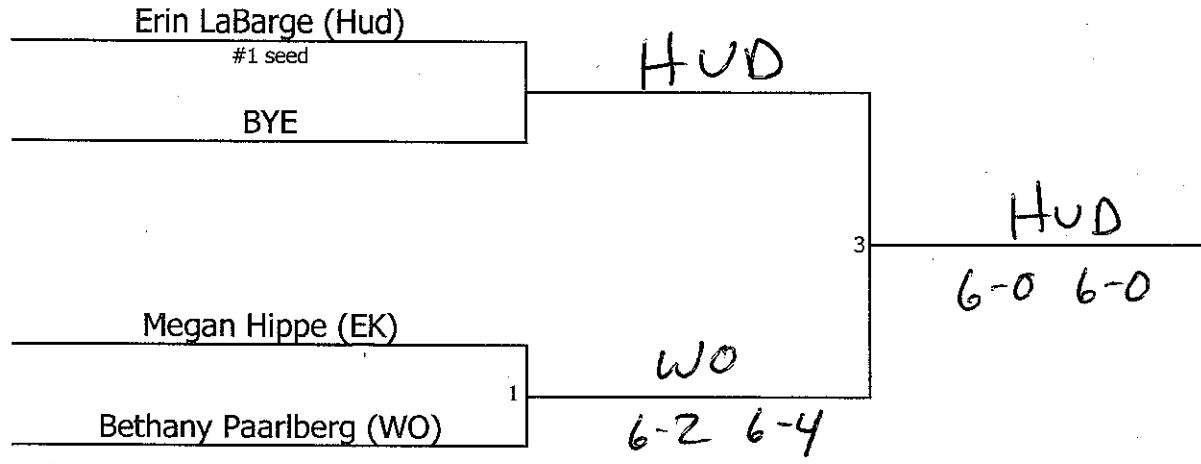 Erin LaBarge (Hud)
#1 seed
HUD
BYE
3
HUD
6-0 6-0
Megan Hippe (EK)
1
WO
6-2 6-4
Bethany Paarlberg (WO)